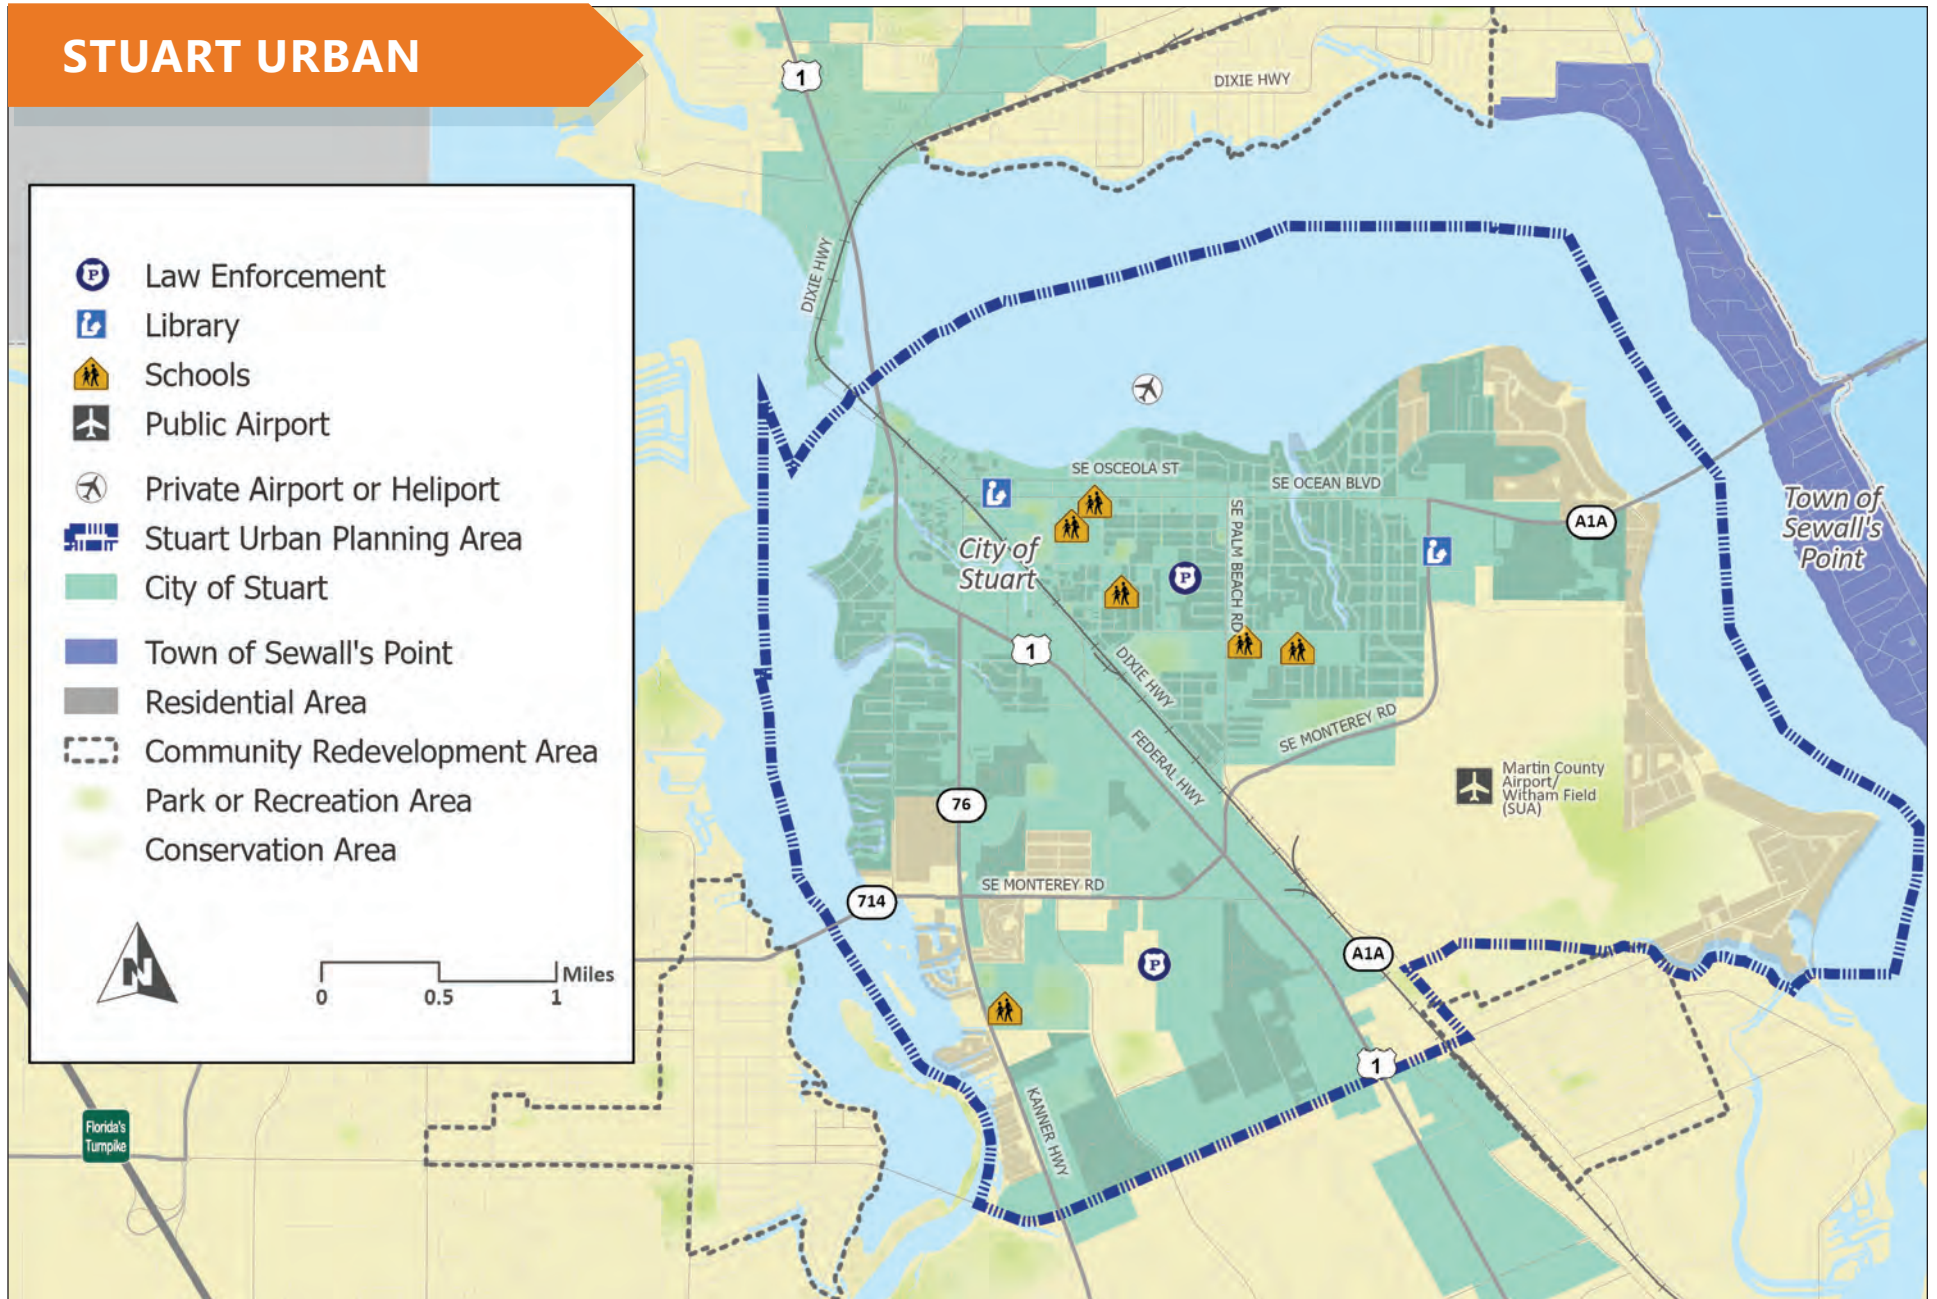 STUART URBAN
Law Enforcement
Library
Schools
Public Airport
Private Airport or Heliport
Stuart Urban Planning Area
City of Stuart
Town of Sewall's Point
Residential Area
Community Redevelopment Area
Park or Recreation Area
Conservation Area
N
0
0.5
1
Miles
1
DIXIE HWY
DIXIE HWY
SE OSCEOLA ST
SE OCEAN BLVD
SE PALM BEACH RD
A1A
Town of
Sewall's
Point
City of
Stuart
P
1
DIXIE HWY
FEDERAL HWY
SE MONTEREY RD
Martin County
Airport/
Witham Field
(SUA)
76
SE MONTEREY RD
714
P
A1A
1
KANNER HWY
Florida's
Turnpike